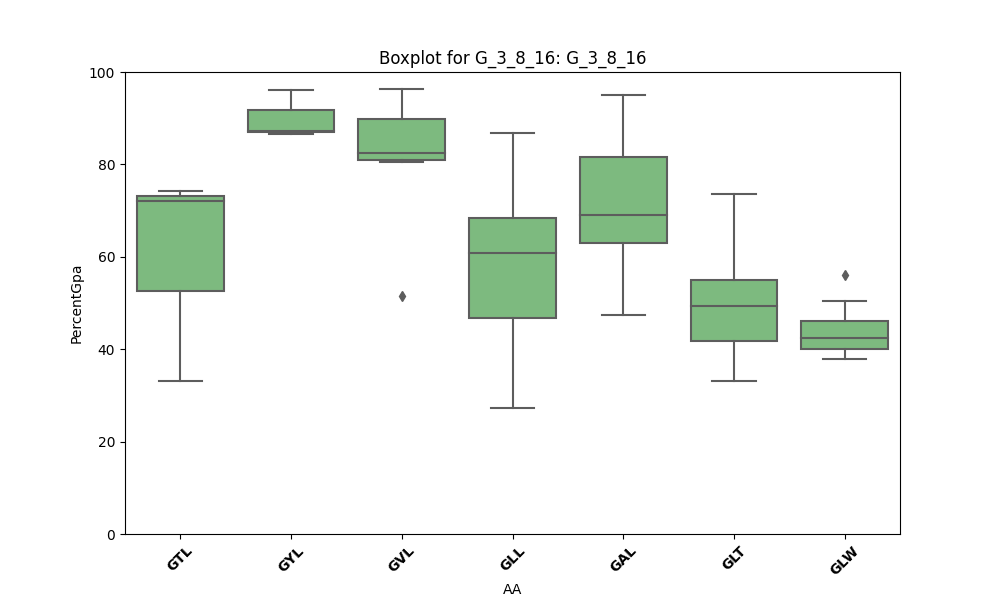 Boxplot for G_3_8_16: G_3_8_16
PercentGpa
100
80
60
40
20
0
GTL
GYL
GVL
GLL
GAL
GLT
GLW
AA